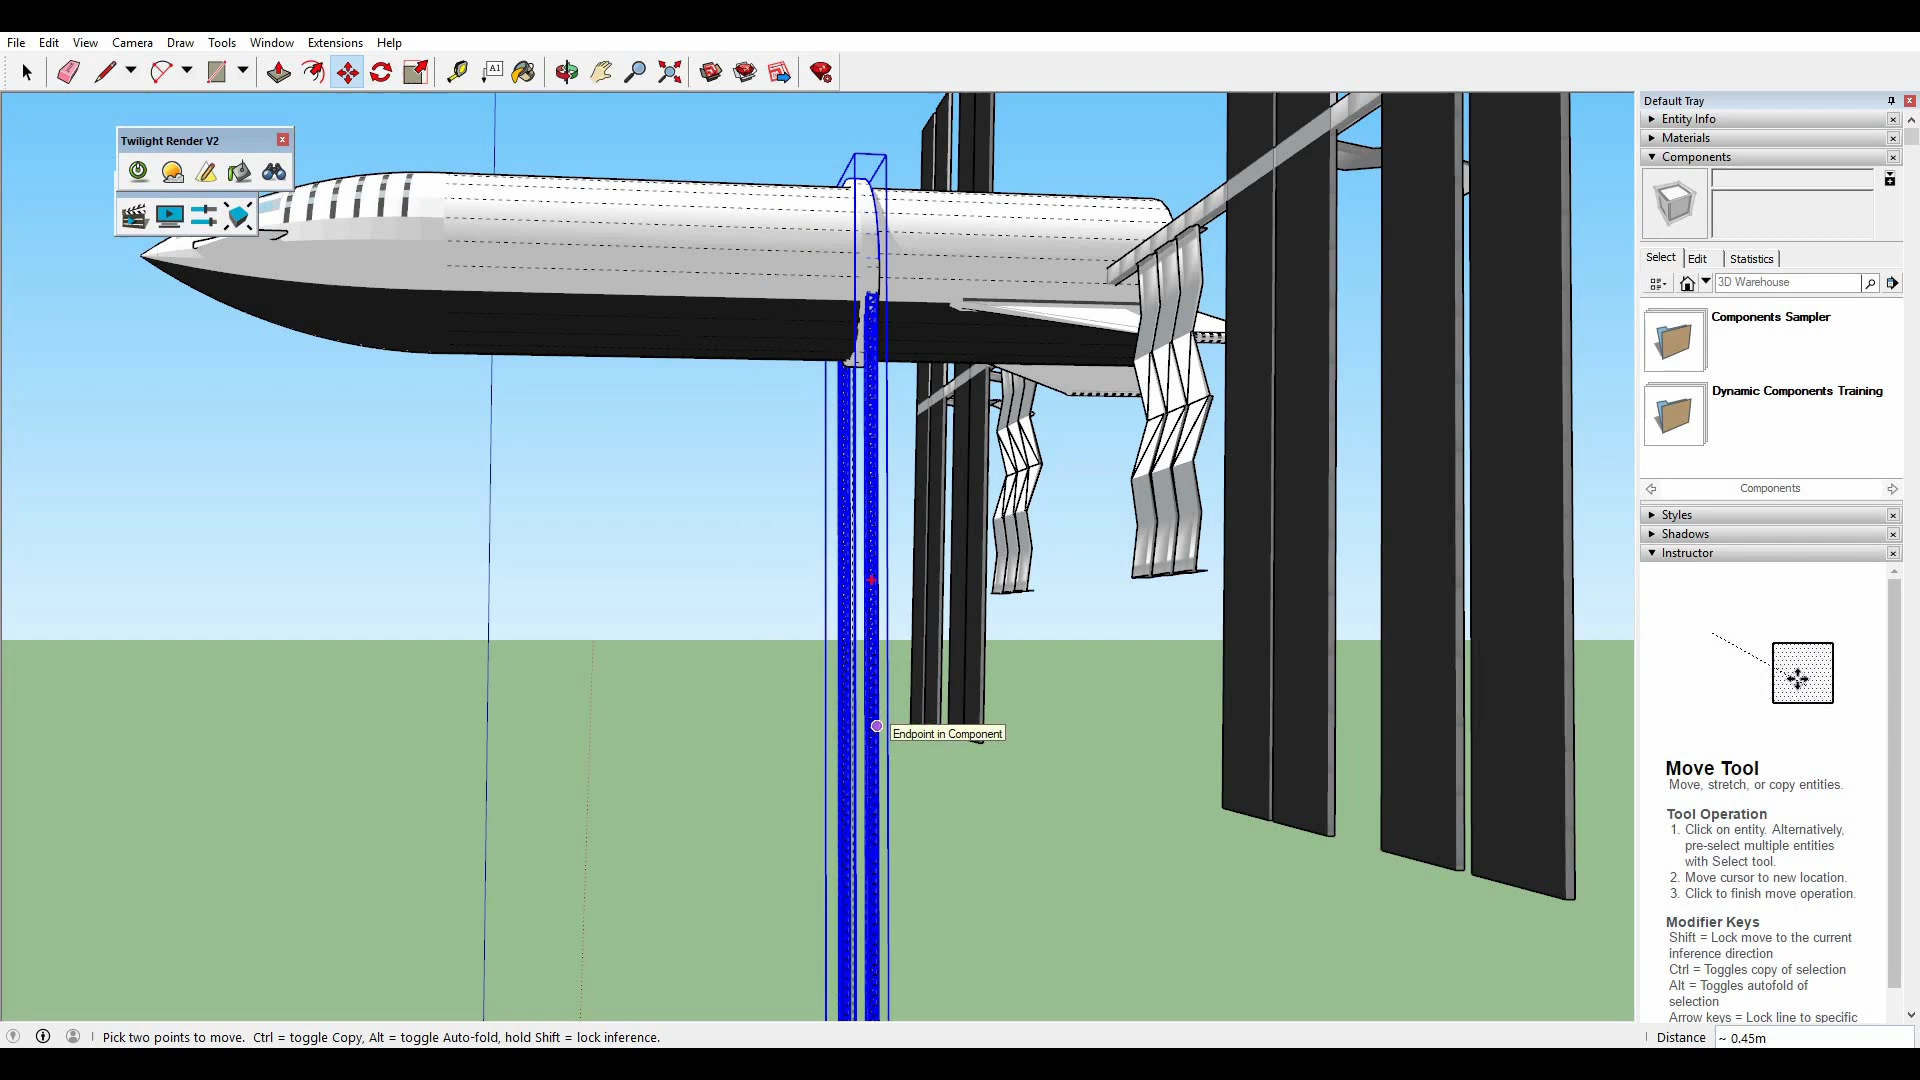 File Edit View Camera Draw Tools Window Extensions Help
A1
Default Tray
Entity Info
Materials
Components
Twilight Render V2
Select Edit Statistics
3D Warehouse
Components Sampler
Dynamic Components Training
Components
Styles
Shadows
Instructor
Endpoint in Component
Move Tool
Move, stretch, or copy entities.
Tool Operation
1. Click on entity. Alternatively,
pre-select multiple entities
with Select tool.
2. Move cursor to new location.
3. Click to finish move operation.
Modifier Keys
Shift = Lock move to the current
inference direction
Ctrl = Toggles copy of selection
Alt = Toggles autofold of
selection
Arrow keys = Lock line to specific
Pick two points to move. Ctrl = toggle Copy, Alt = toggle Auto-fold, hold Shift = lock inference.
Distance ~ 0.45m